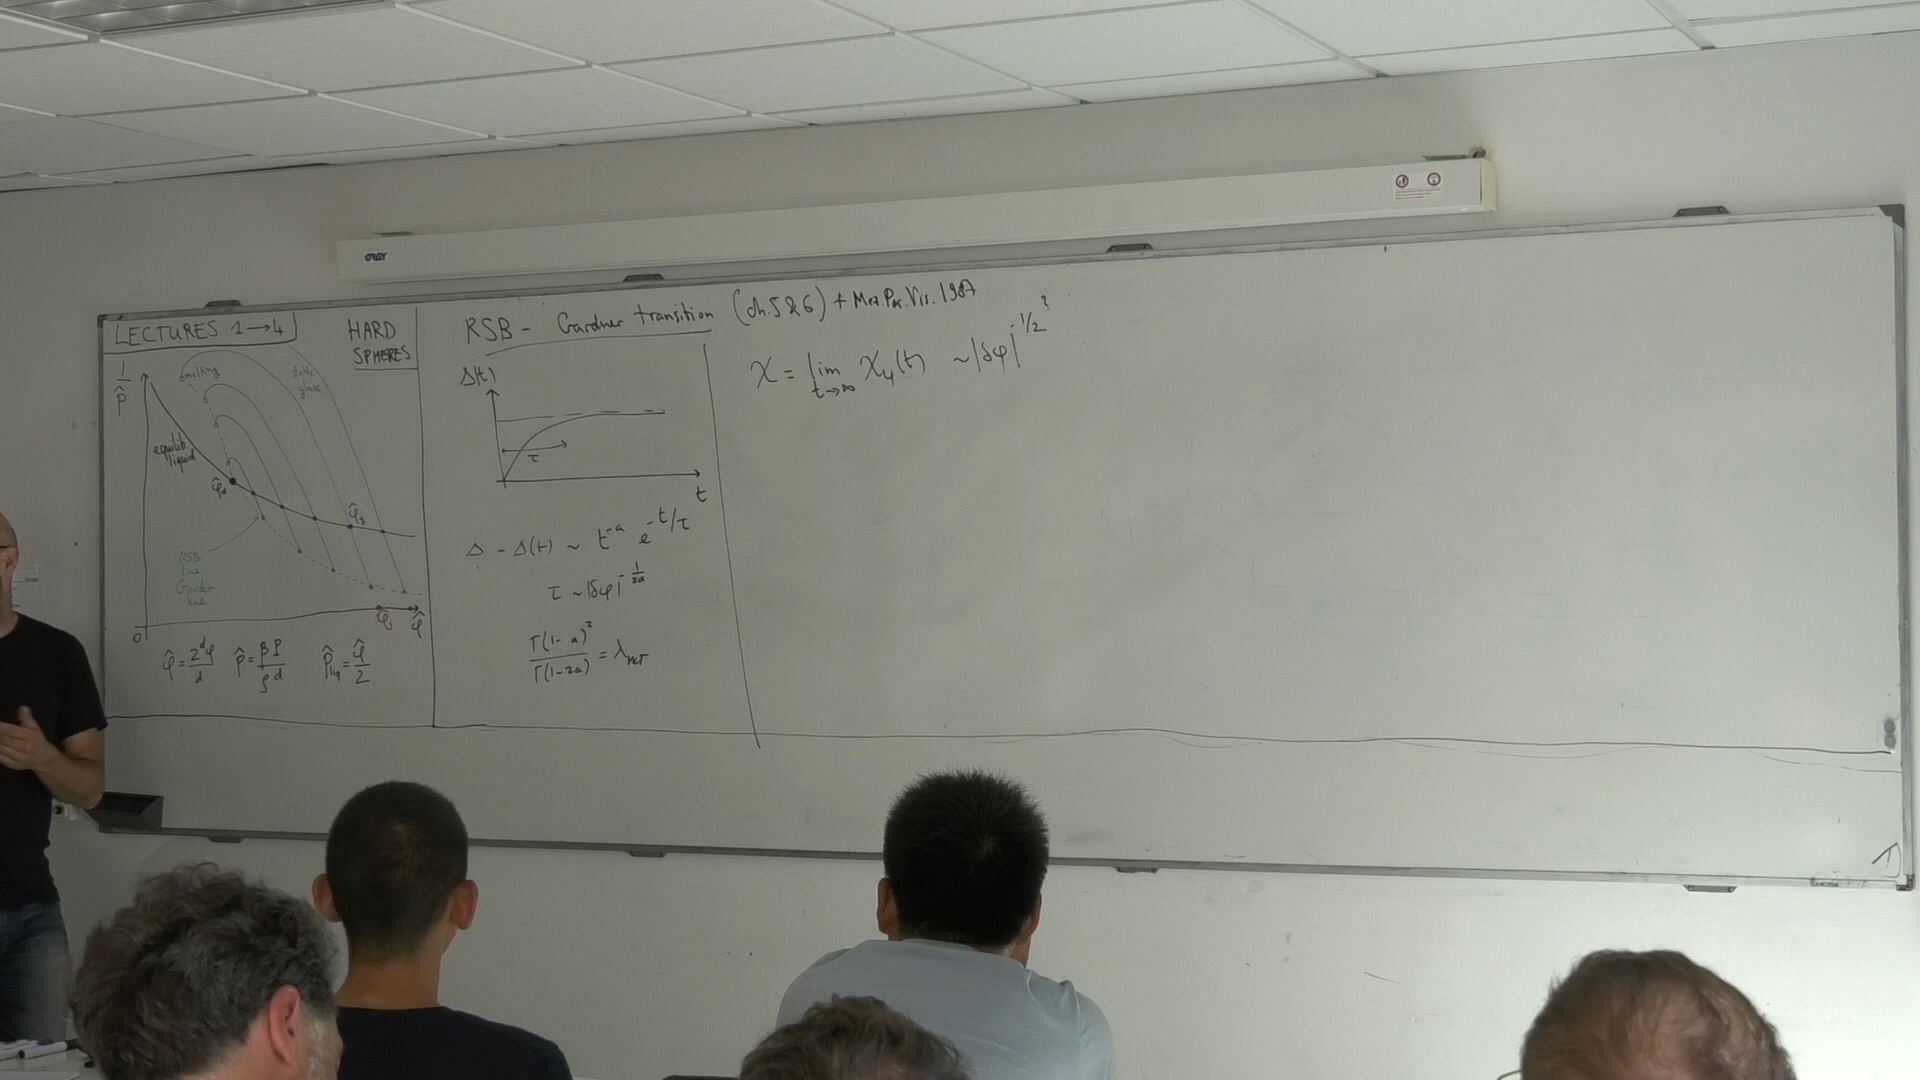 LECTURES 1→4
HARD
SPHERES
1/p̂
melting
stable
glass
equilib.
liquid
φ̂d
φ̂g
RSB
line
Gardner
line
0
φ̂j
φ̂
φ̂ = 2^d φ / d
p̂ = βP / ρd
p̂liq = φ̂ / 2
RSB - Gardner transition (ch. 5 & 6) + Mez. Par. Vir. 1987
Δ(t)
τ
t
Δ - Δ(t) ~ t^-a e^-t/τ
τ ~ |δφ|^-1/2a
Γ(1-a)² / Γ(1-2a) = λMCT
χ = lim t→∞ χ4(t) ~ |δφ|^-1/2 ?